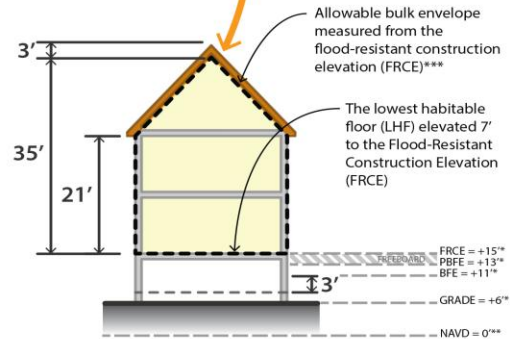 Allowable bulk envelope
measured from the
flood-resistant construction
elevation (FRCE)***
3’
The lowest habitable
floor (LHF) elevated 7’
to the Flood-Resistant
Construction Elevation
(FRCE)
35’
21’
FRCE = +15’*
FREEBOARD
PBFE = +13’*
BFE = +11’*
3’
GRADE = +6’*
NAVD = 0’**